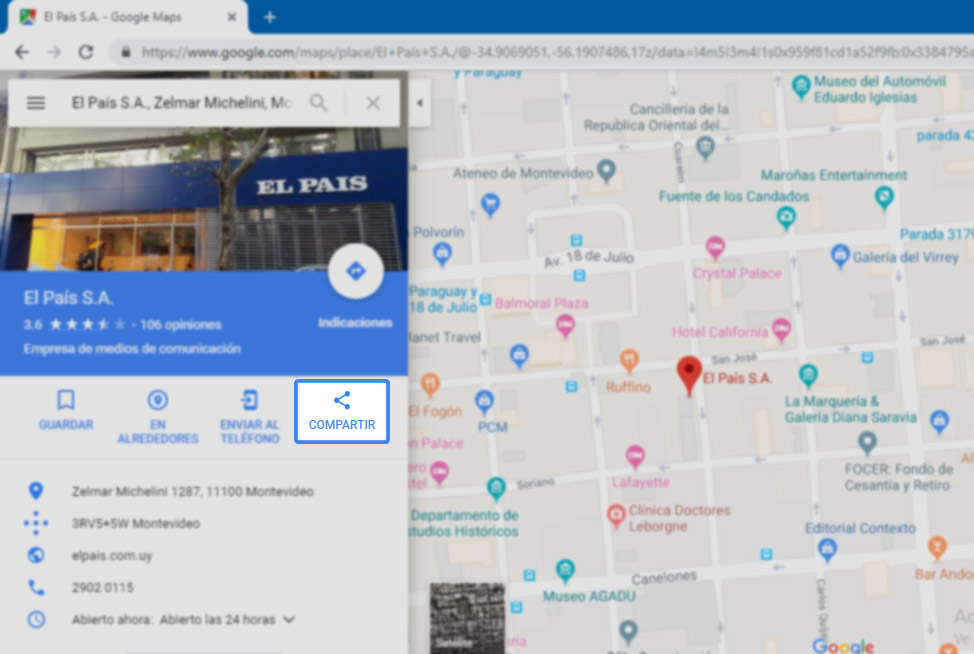 El País S.A. - Google Maps
https://www.google.com/maps/place/El+País+S.A./@-34.9069051,-56.1907486,17z/data=!4m5!3m4!1s0x959f81cd1a52f9fb:0x3384795a
El País S.A., Zelmar Michelini, Mo
EL PAIS
El País S.A.
3.6 - 106 opiniones
Indicaciones
Empresa de medios de comunicación
GUARDAR
EN
ALREDEDORES
ENVIAR AL
TELÉFONO
COMPARTIR
Zelmar Michelini 1287, 11100 Montevideo
3RV5+5W Montevideo
elpais.com.uy
2902 0115
Abierto ahora: Abierto las 24 horas
y Paraguay
Museo del Automóvil
Eduardo Iglesias
Cancilleria de la
Republica Oriental del...
parada 42
Ateneo de Montevideo
Cuareim
Maroñas Entertainment
Fuente de los Candados
Polvorín
Parada 3179
Av. 18 de Julio
Galería del Virrey
Crystal Palace
Paraguay y
18 de Julio
Balmoral Plaza
lanet Travel
Hotel California
San José
San José
Ruffino
El País S.A.
El Fogón
PCM
La Marquería &
Galería Diana Saravia
n Palace
FOCER: Fondo de
Cesantía y Retiro
Soriano
Lafayette
Departamento de
studios Históricos
Clínica Doctores
Leborgne
Editorial Contexto
Bar Ando
Canelones
Museo AGADU
Carlos Quijano
Satélite
ería
Google